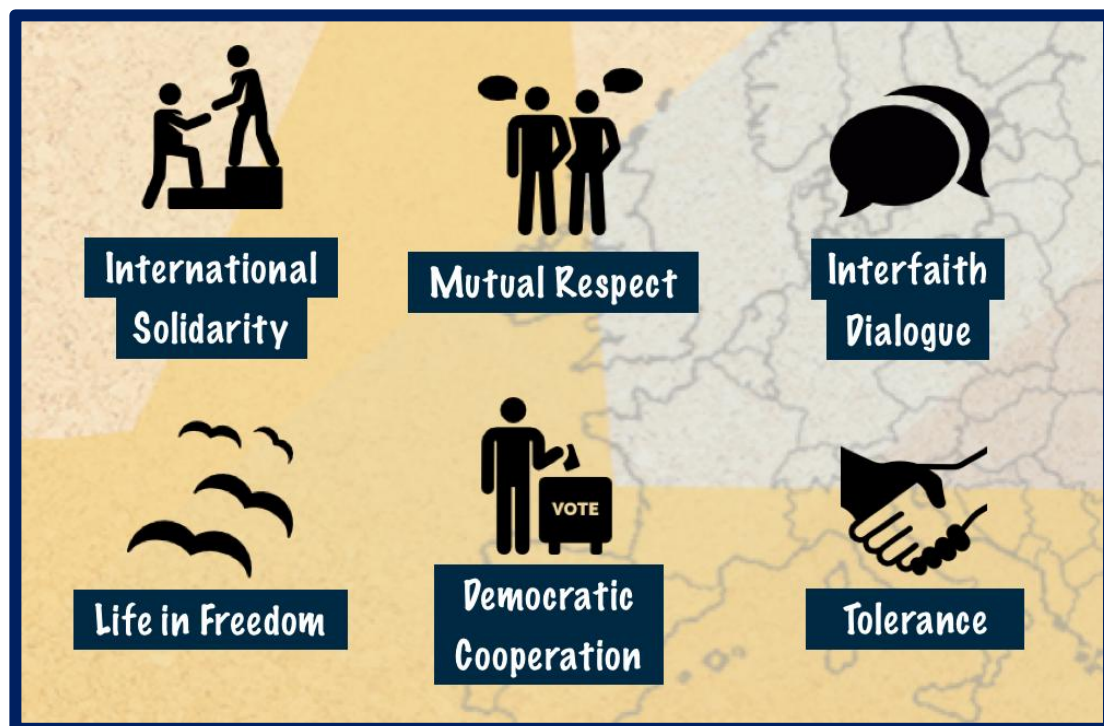 International
Solidarity
Mutual Respect
Interfaith
Dialogue
Life in Freedom
VOTE
Democratic
Cooperation
Tolerance